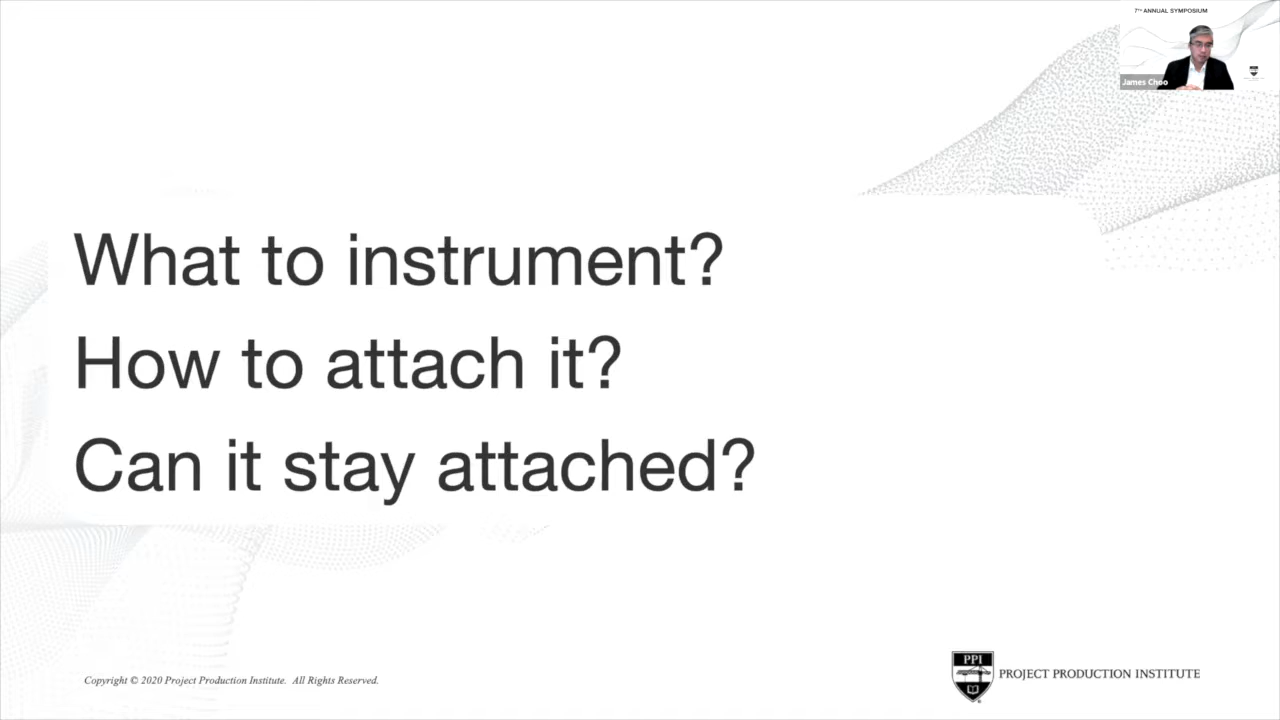 7TH ANNUAL SYMPOSIUM
James Choo
What to instrument?
How to attach it?
Can it stay attached?
Copyright © 2020 Project Production Institute. All Rights Reserved.
PPI
PROJECT PRODUCTION INSTITUTE